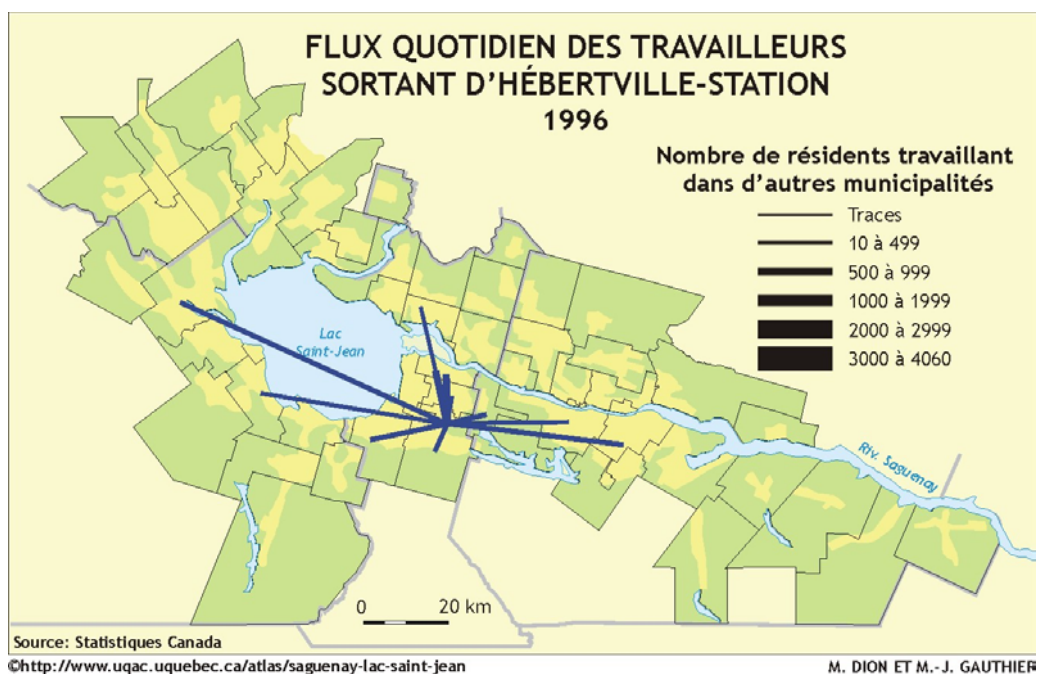 FLUX QUOTIDIEN DES TRAVAILLEURS
SORTANT D'HÉBERTVILLE-STATION
1996
Nombre de résidents travaillant
dans d'autres municipalités
Traces
10 à 499
500 à 999
1000 à 1999
2000 à 2999
3000 à 4060
Lac
Saint-Jean
Riv. Saguenay
0 20 km
Source: Statistiques Canada
©http://www.uqac.uquebec.ca/atlas/saguenay-lac-saint-jean
M. DION ET M.-J. GAUTHIER